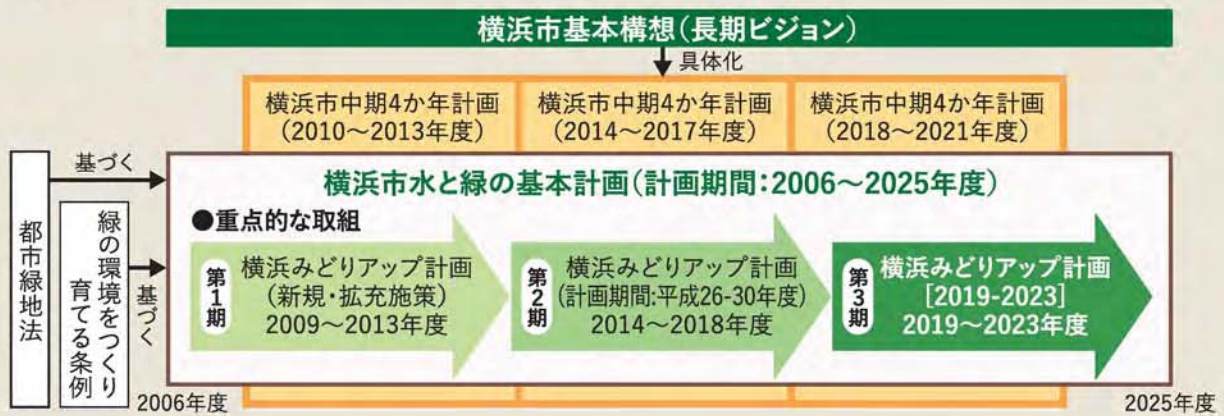 横浜市基本構想(長期ビジョン)
具体化
横浜市中期4か年計画
(2010～2013年度)
横浜市中期4か年計画
(2014～2017年度)
横浜市中期4か年計画
(2018～2021年度)
都市緑地法
基づく
緑の環境をつくり
育てる条例
基づく
横浜市水と緑の基本計画(計画期間:2006～2025年度)
●重点的な取組
第1期
横浜みどりアップ計画
(新規・拡充施策)
2009～2013年度
第2期
横浜みどりアップ計画
(計画期間:平成26-30年度)
2014～2018年度
第3期
横浜みどりアップ計画
[2019-2023]
2019～2023年度
2006年度
2025年度